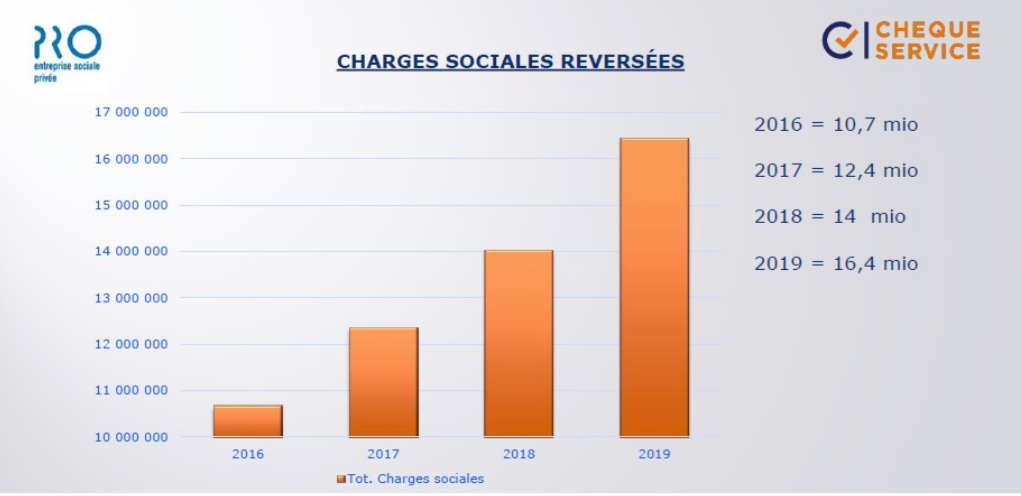 PRO
entreprise sociale
privée
CHEQUE
SERVICE
CHARGES SOCIALES REVERSÉES
17 000 000
16 000 000
15 000 000
14 000 000
13 000 000
12 000 000
11 000 000
10 000 000
2016
2017
2018
2019
Tot. Charges sociales
2016 = 10,7 mio
2017 = 12,4 mio
2018 = 14 mio
2019 = 16,4 mio